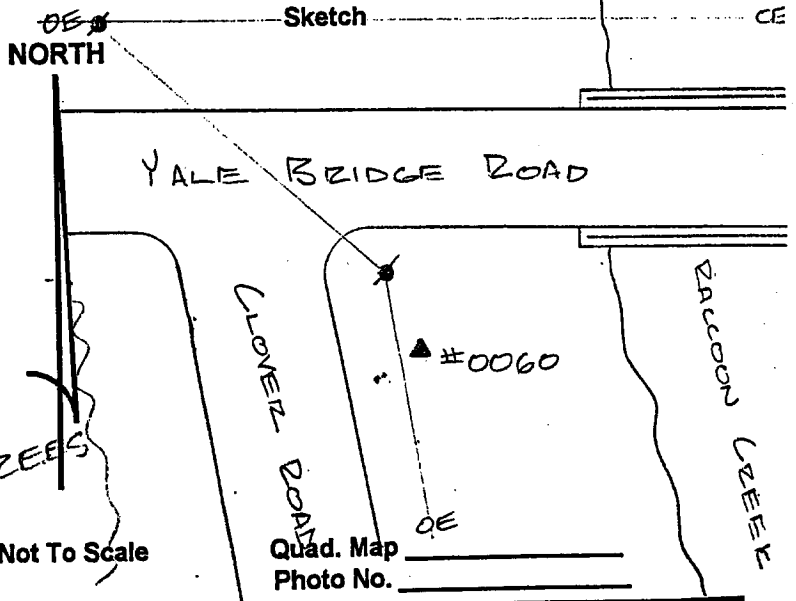 OE Sketch
NORTH
YALE BRIDGE ROAD
CLOVER ROAD
#0060
RACCOON CREEK
OE
Not To Scale
Quad. Map
Photo No.